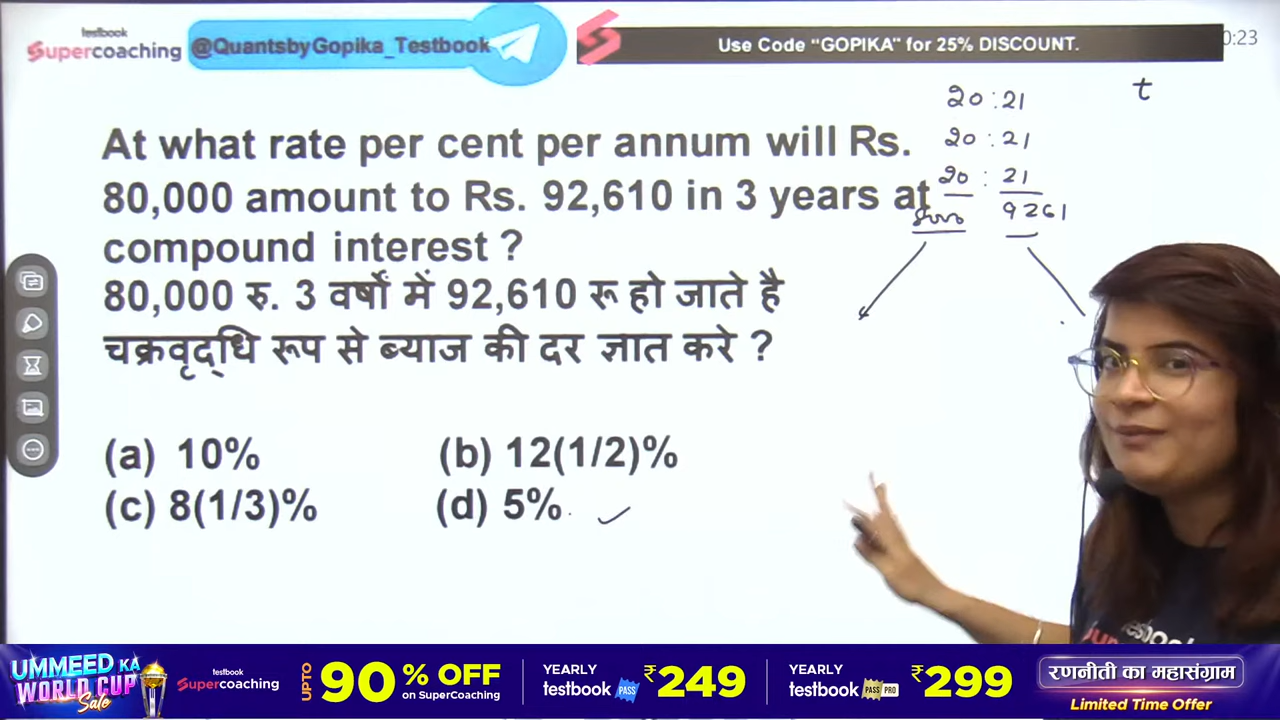 testbook
Supercoaching
@QuantsbyGopika_Testbook
Use Code "GOPIKA" for 25% DISCOUNT.
0:23
20 : 21
t
20 : 21
20 : 21
8000 9261
At what rate per cent per annum will Rs.
80,000 amount to Rs. 92,610 in 3 years at
compound interest ?
80,000 रु. 3 वर्षों में 92,610 रू हो जाते है
चक्रवृद्धि रूप से ब्याज की दर ज्ञात करे ?
(a) 10% (b) 12(1/2)%
(c) 8(1/3)% (d) 5%
UMMEED KA
WORLD CUP
Sale
testbook
Supercoaching
UPTO
90 % OFF
on SuperCoaching
YEARLY
testbook PASS
₹249
YEARLY
testbook PASS PRO
₹299
रणनीती का महासंग्राम
Limited Time Offer